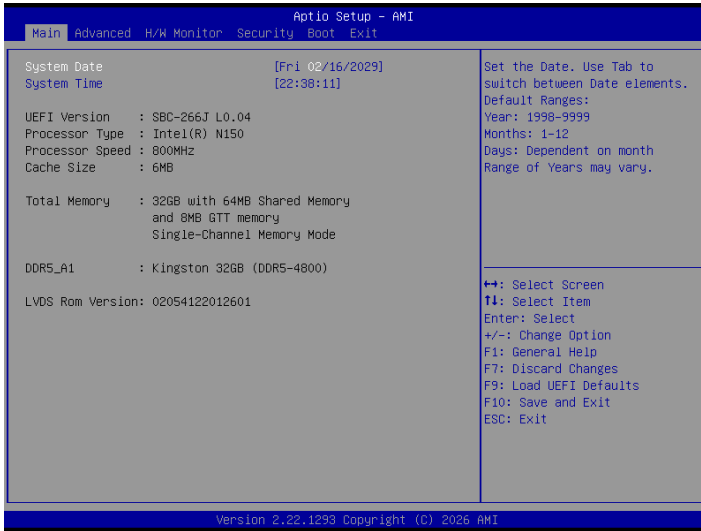 Aptio Setup – AMI
Main Advanced H/W Monitor Security Boot Exit
System Date [Fri 02/16/2029]
System Time [22:38:11]
UEFI Version : SBC-266J L0.04
Processor Type : Intel(R) N150
Processor Speed : 800MHz
Cache Size : 6MB
Total Memory : 32GB with 64MB Shared Memory
and 8MB GTT memory
Single-Channel Memory Mode
DDR5_A1 : Kingston 32GB (DDR5-4800)
LVDS Rom Version: 02054122012601
Set the Date. Use Tab to
switch between Date elements.
Default Ranges:
Year: 1998-9999
Months: 1-12
Days: Dependent on month
Range of Years may vary.
↔: Select Screen
↑↓: Select Item
Enter: Select
+/-: Change Option
F1: General Help
F7: Discard Changes
F9: Load UEFI Defaults
F10: Save and Exit
ESC: Exit
Version 2.22.1293 Copyright (C) 2026 AMI